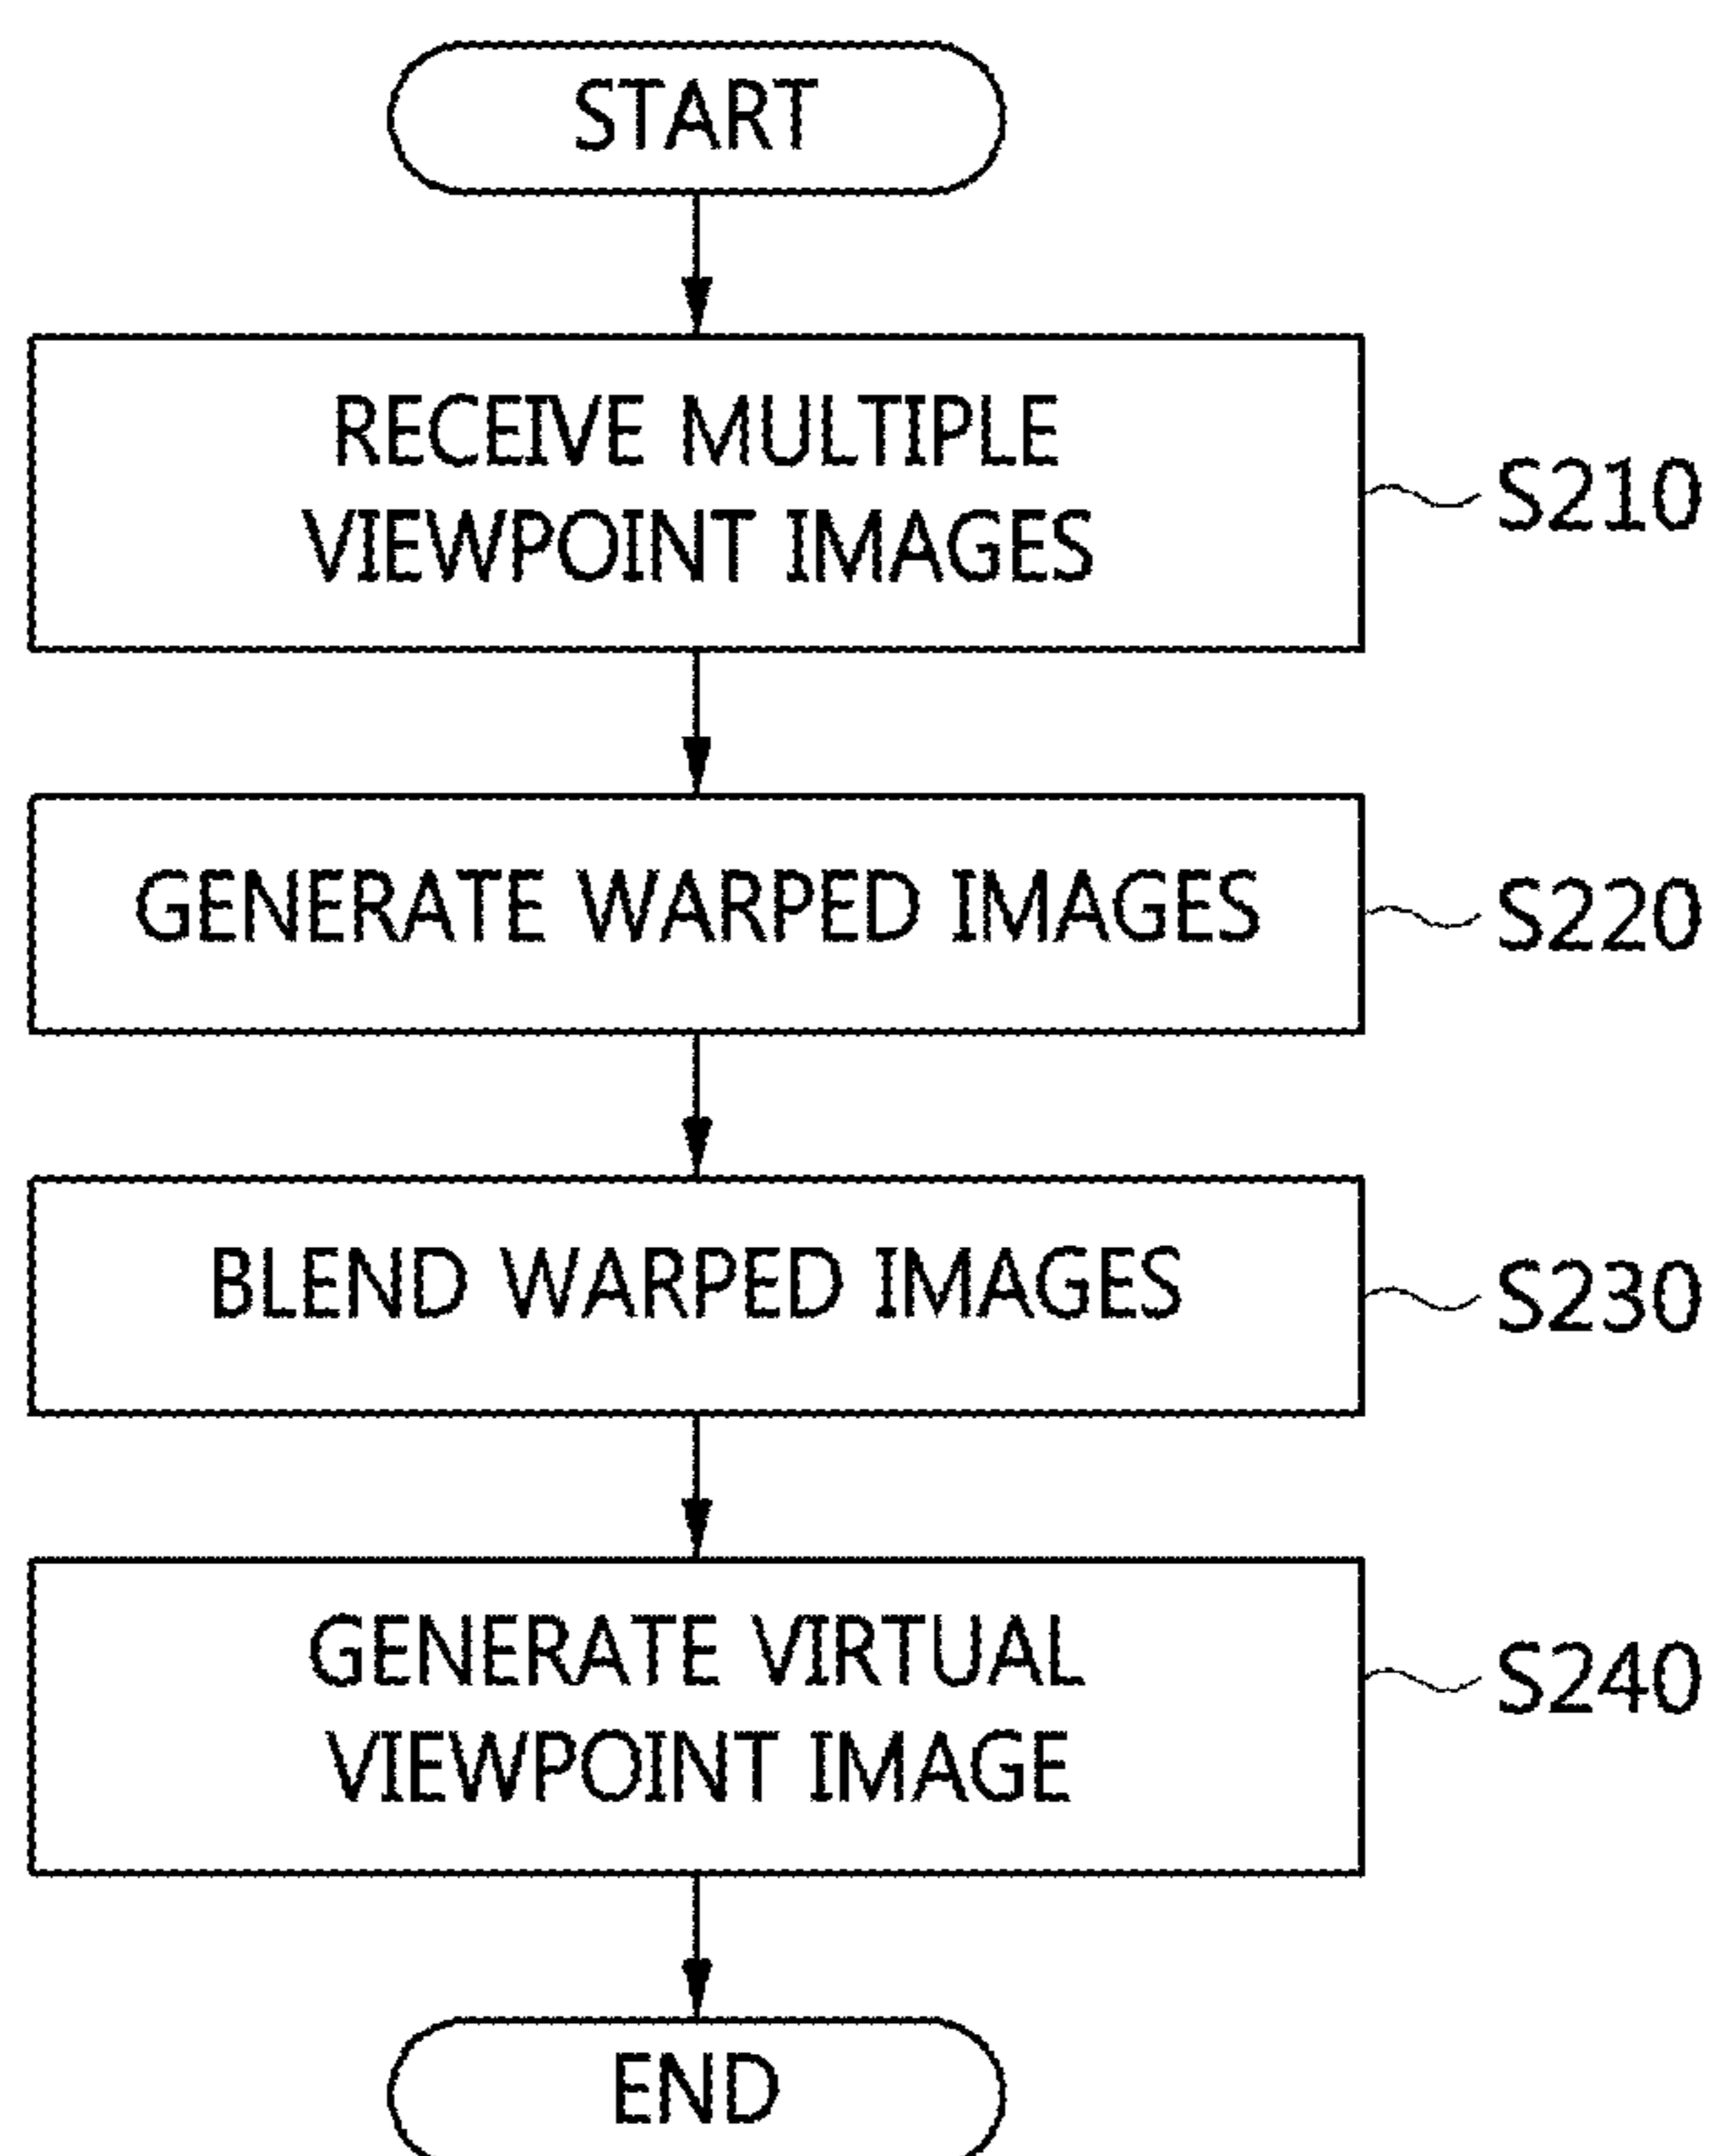 START
RECEIVE MULTIPLE
VIEWPOINT IMAGES
S210
GENERATE WARPED IMAGES
S220
BLEND WARPED IMAGES
S230
GENERATE VIRTUAL
VIEWPOINT IMAGE
S240
END